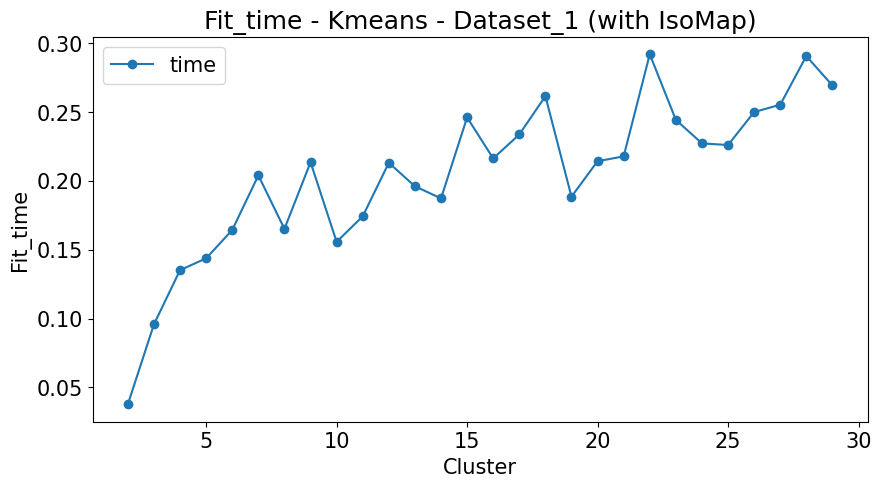 Fit_time - Kmeans - Dataset_1 (with IsoMap)
time
0.30
0.25
0.20
0.15
0.10
0.05
Fit_time
5 10 15 20 25 30
Cluster